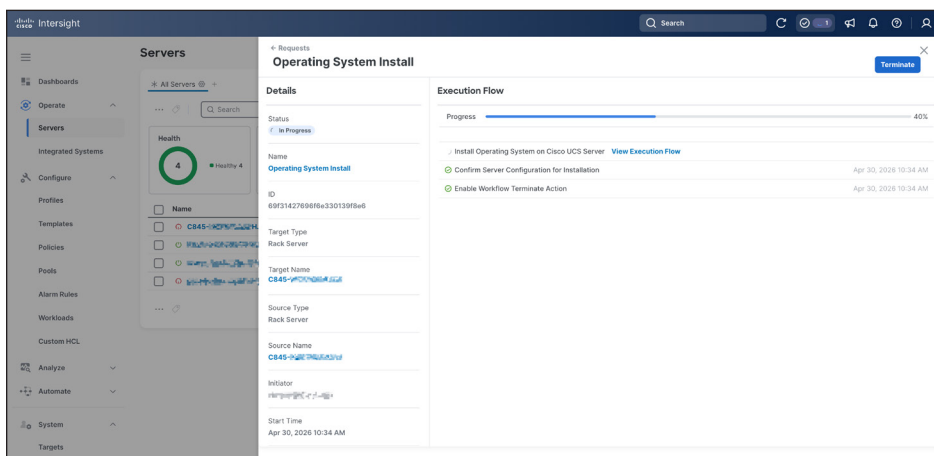 cisco Intersight
Search
1
Dashboards
Operate
Servers
Integrated Systems
Configure
Profiles
Templates
Policies
Pools
Alarm Rules
Workloads
Custom HCL
Analyze
Automate
System
Targets
Servers
All Servers
Search
Health
4
Healthy 4
Name
C845-
← Requests
Operating System Install
Terminate
Details
Status
In Progress
Name
Operating System Install
ID
69f31427696f6e330139f8e6
Target Type
Rack Server
Target Name
C845-
Source Type
Rack Server
Source Name
C845-
Initiator
Start Time
Apr 30, 2026 10:34 AM
Execution Flow
Progress 40%
Install Operating System on Cisco UCS Server View Execution Flow
Confirm Server Configuration for Installation Apr 30, 2026 10:34 AM
Enable Workflow Terminate Action Apr 30, 2026 10:34 AM